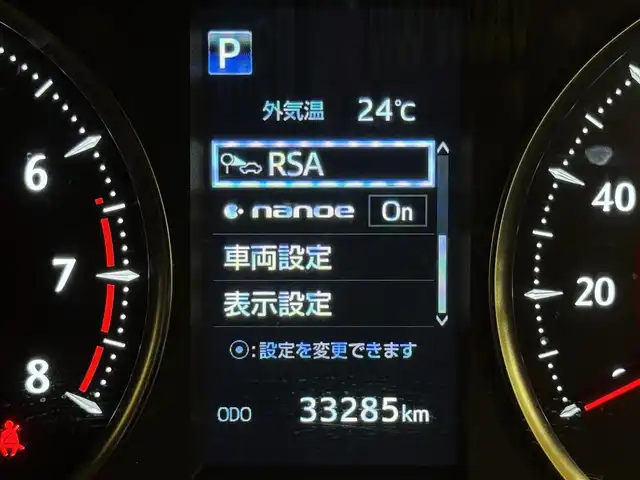 P
外気温 24℃
RSA
nanoe On
車両設定
表示設定
:設定を変更できます
ODO 33285km
6
7
8
40
20